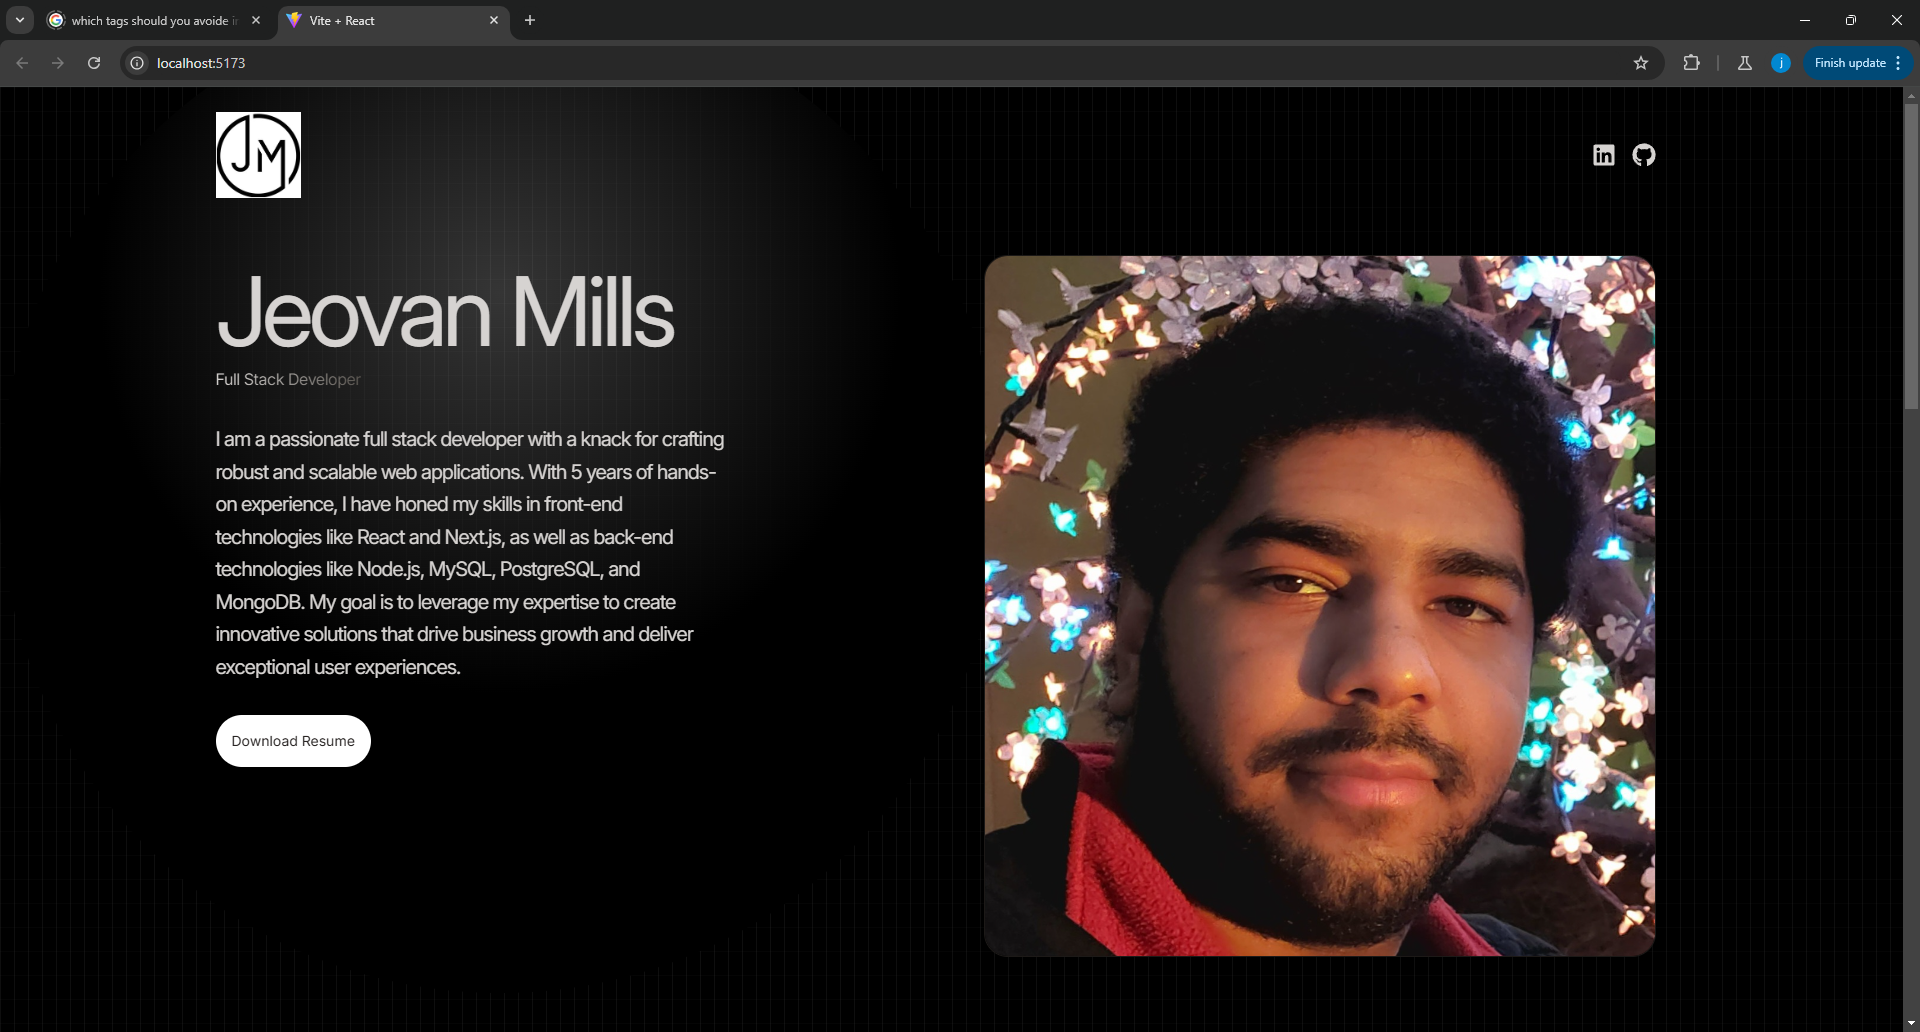 which tags should you avoide i
Vite + React
localhost:5173
j
Finish update
JM
in
Jeovan Mills
Full Stack Developer
I am a passionate full stack developer with a knack for crafting
robust and scalable web applications. With 5 years of hands-
on experience, I have honed my skills in front-end
technologies like React and Next.js, as well as back-end
technologies like Node.js, MySQL, PostgreSQL, and
MongoDB. My goal is to leverage my expertise to create
innovative solutions that drive business growth and deliver
exceptional user experiences.
Download Resume